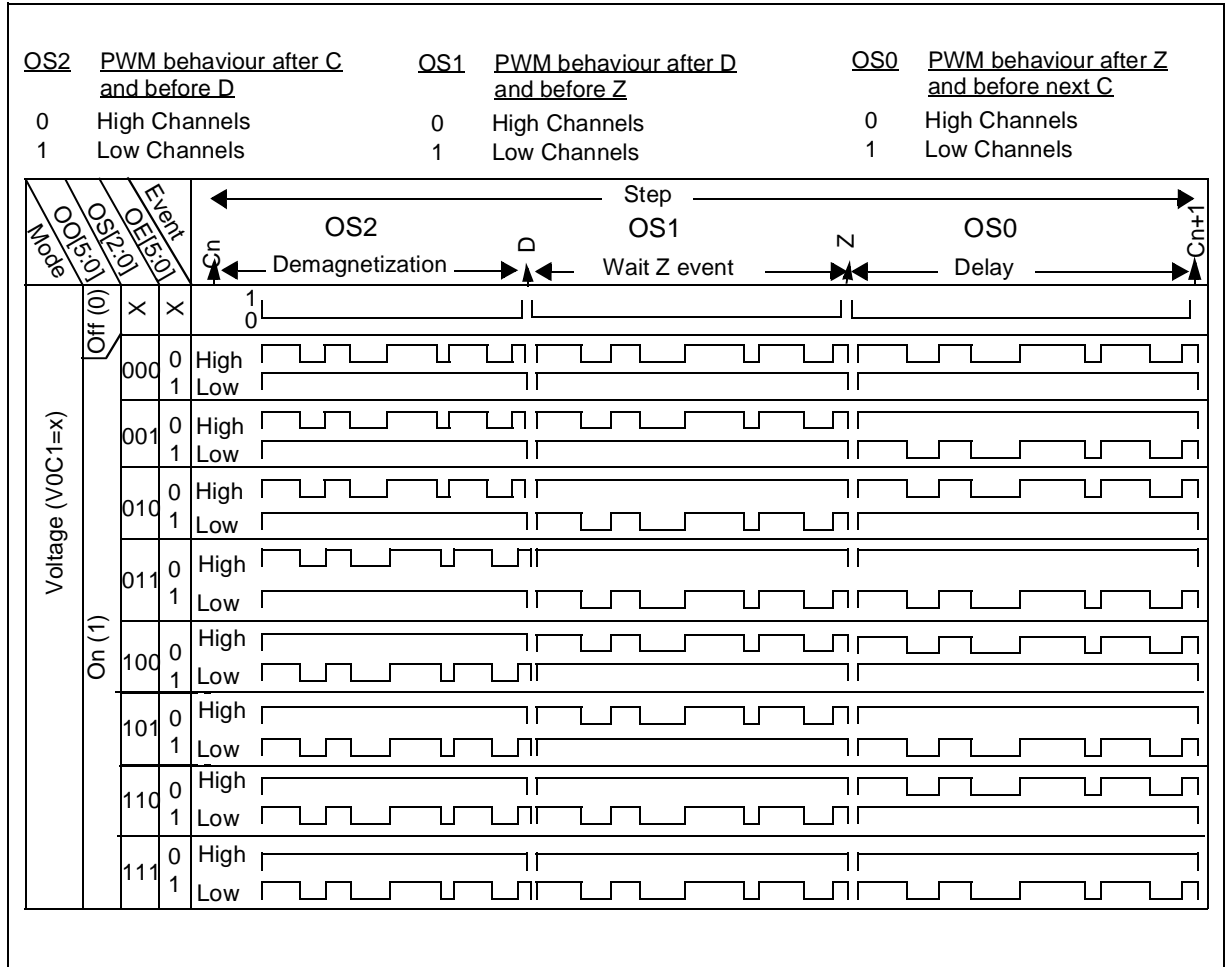 OS2 PWM behaviour after C and before D
0 High Channels
1 Low Channels
OS1 PWM behaviour after D and before Z
0 High Channels
1 Low Channels
OS0 PWM behaviour after Z and before next C
0 High Channels
1 Low Channels
Mode
OO[5:0]
OS[2:0]
OE[5:0]
Event
Step
OS2 OS1 OS0
Cn Demagnetization D Wait Z event Z Delay Cn+1
Voltage (V0C1=x)
Off (0) X X 1
0
On (1)
000 0 High
1 Low
001 0 High
1 Low
010 0 High
1 Low
011 0 High
1 Low
100 0 High
1 Low
101 0 High
1 Low
110 0 High
1 Low
111 0 High
1 Low